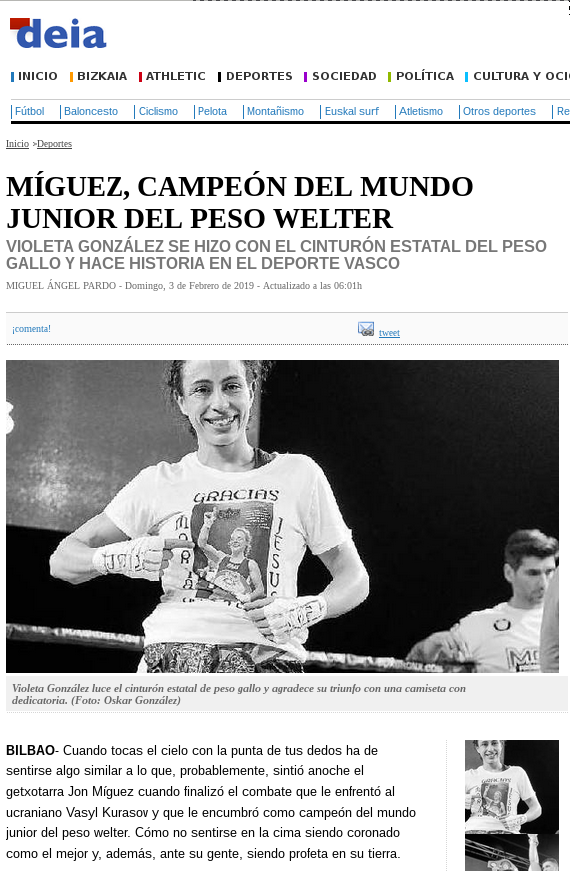 deia
INICIO BIZKAIA ATHLETIC DEPORTES SOCIEDAD POLÍTICA CULTURA Y OCI
Fútbol Baloncesto Ciclismo Pelota Montañismo Euskal surf Atletismo Otros deportes Re
Inicio >Deportes
MÍGUEZ, CAMPEÓN DEL MUNDO
JUNIOR DEL PESO WELTER
VIOLETA GONZÁLEZ SE HIZO CON EL CINTURÓN ESTATAL DEL PESO
GALLO Y HACE HISTORIA EN EL DEPORTE VASCO
MIGUEL ÁNGEL PARDO - Domingo, 3 de Febrero de 2019 - Actualizado a las 06:01h
¡comenta! tweet
GRACIAS
JESUS
Violeta González luce el cinturón estatal de peso gallo y agradece su triunfo con una camiseta con
dedicatoria. (Foto: Oskar González)
BILBAO- Cuando tocas el cielo con la punta de tus dedos ha de
sentirse algo similar a lo que, probablemente, sintió anoche el
getxotarra Jon Míguez cuando finalizó el combate que le enfrentó al
ucraniano Vasyl Kurasov y que le encumbró como campeón del mundo
junior del peso welter. Cómo no sentirse en la cima siendo coronado
como el mejor y, además, ante su gente, siendo profeta en su tierra.